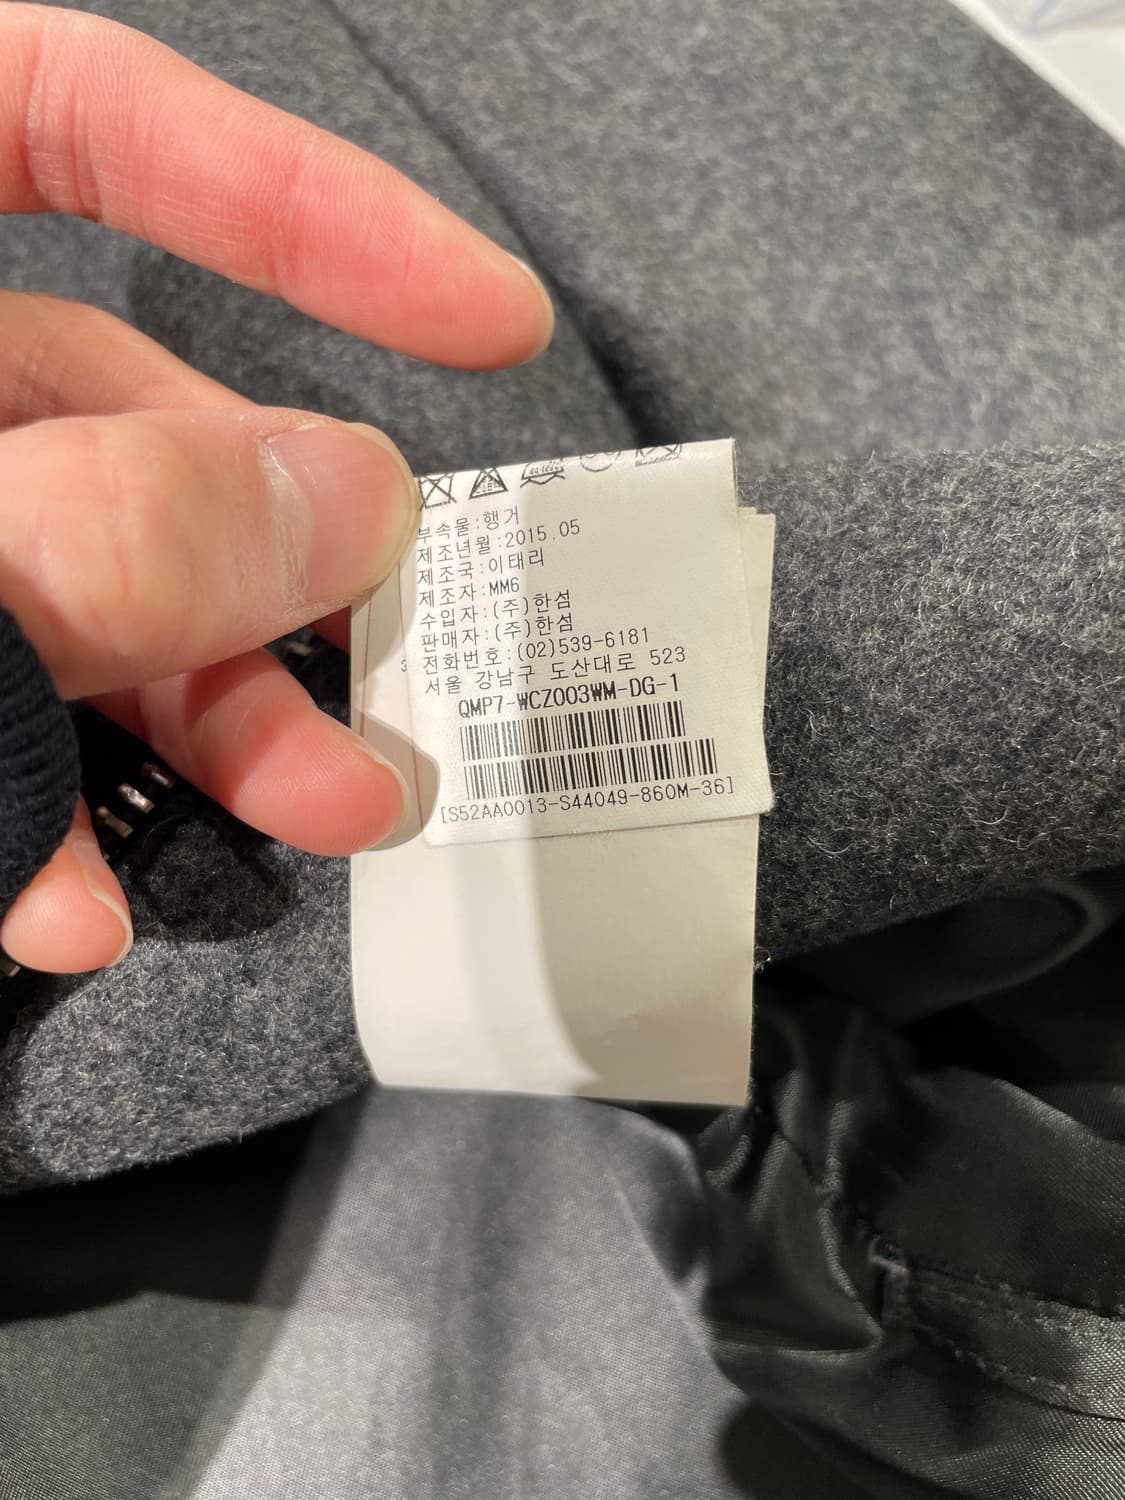 부속물:행거
제조년월:2015.05
제조국:이태리
제조자:MM6
수입자:(주)한섬
판매자:(주)한섬
전화번호:(02)539-6181
서울 강남구 도산대로 523
QMP7-WCZ003WM-DG-1
[S52AA0013-S44049-860M-36]